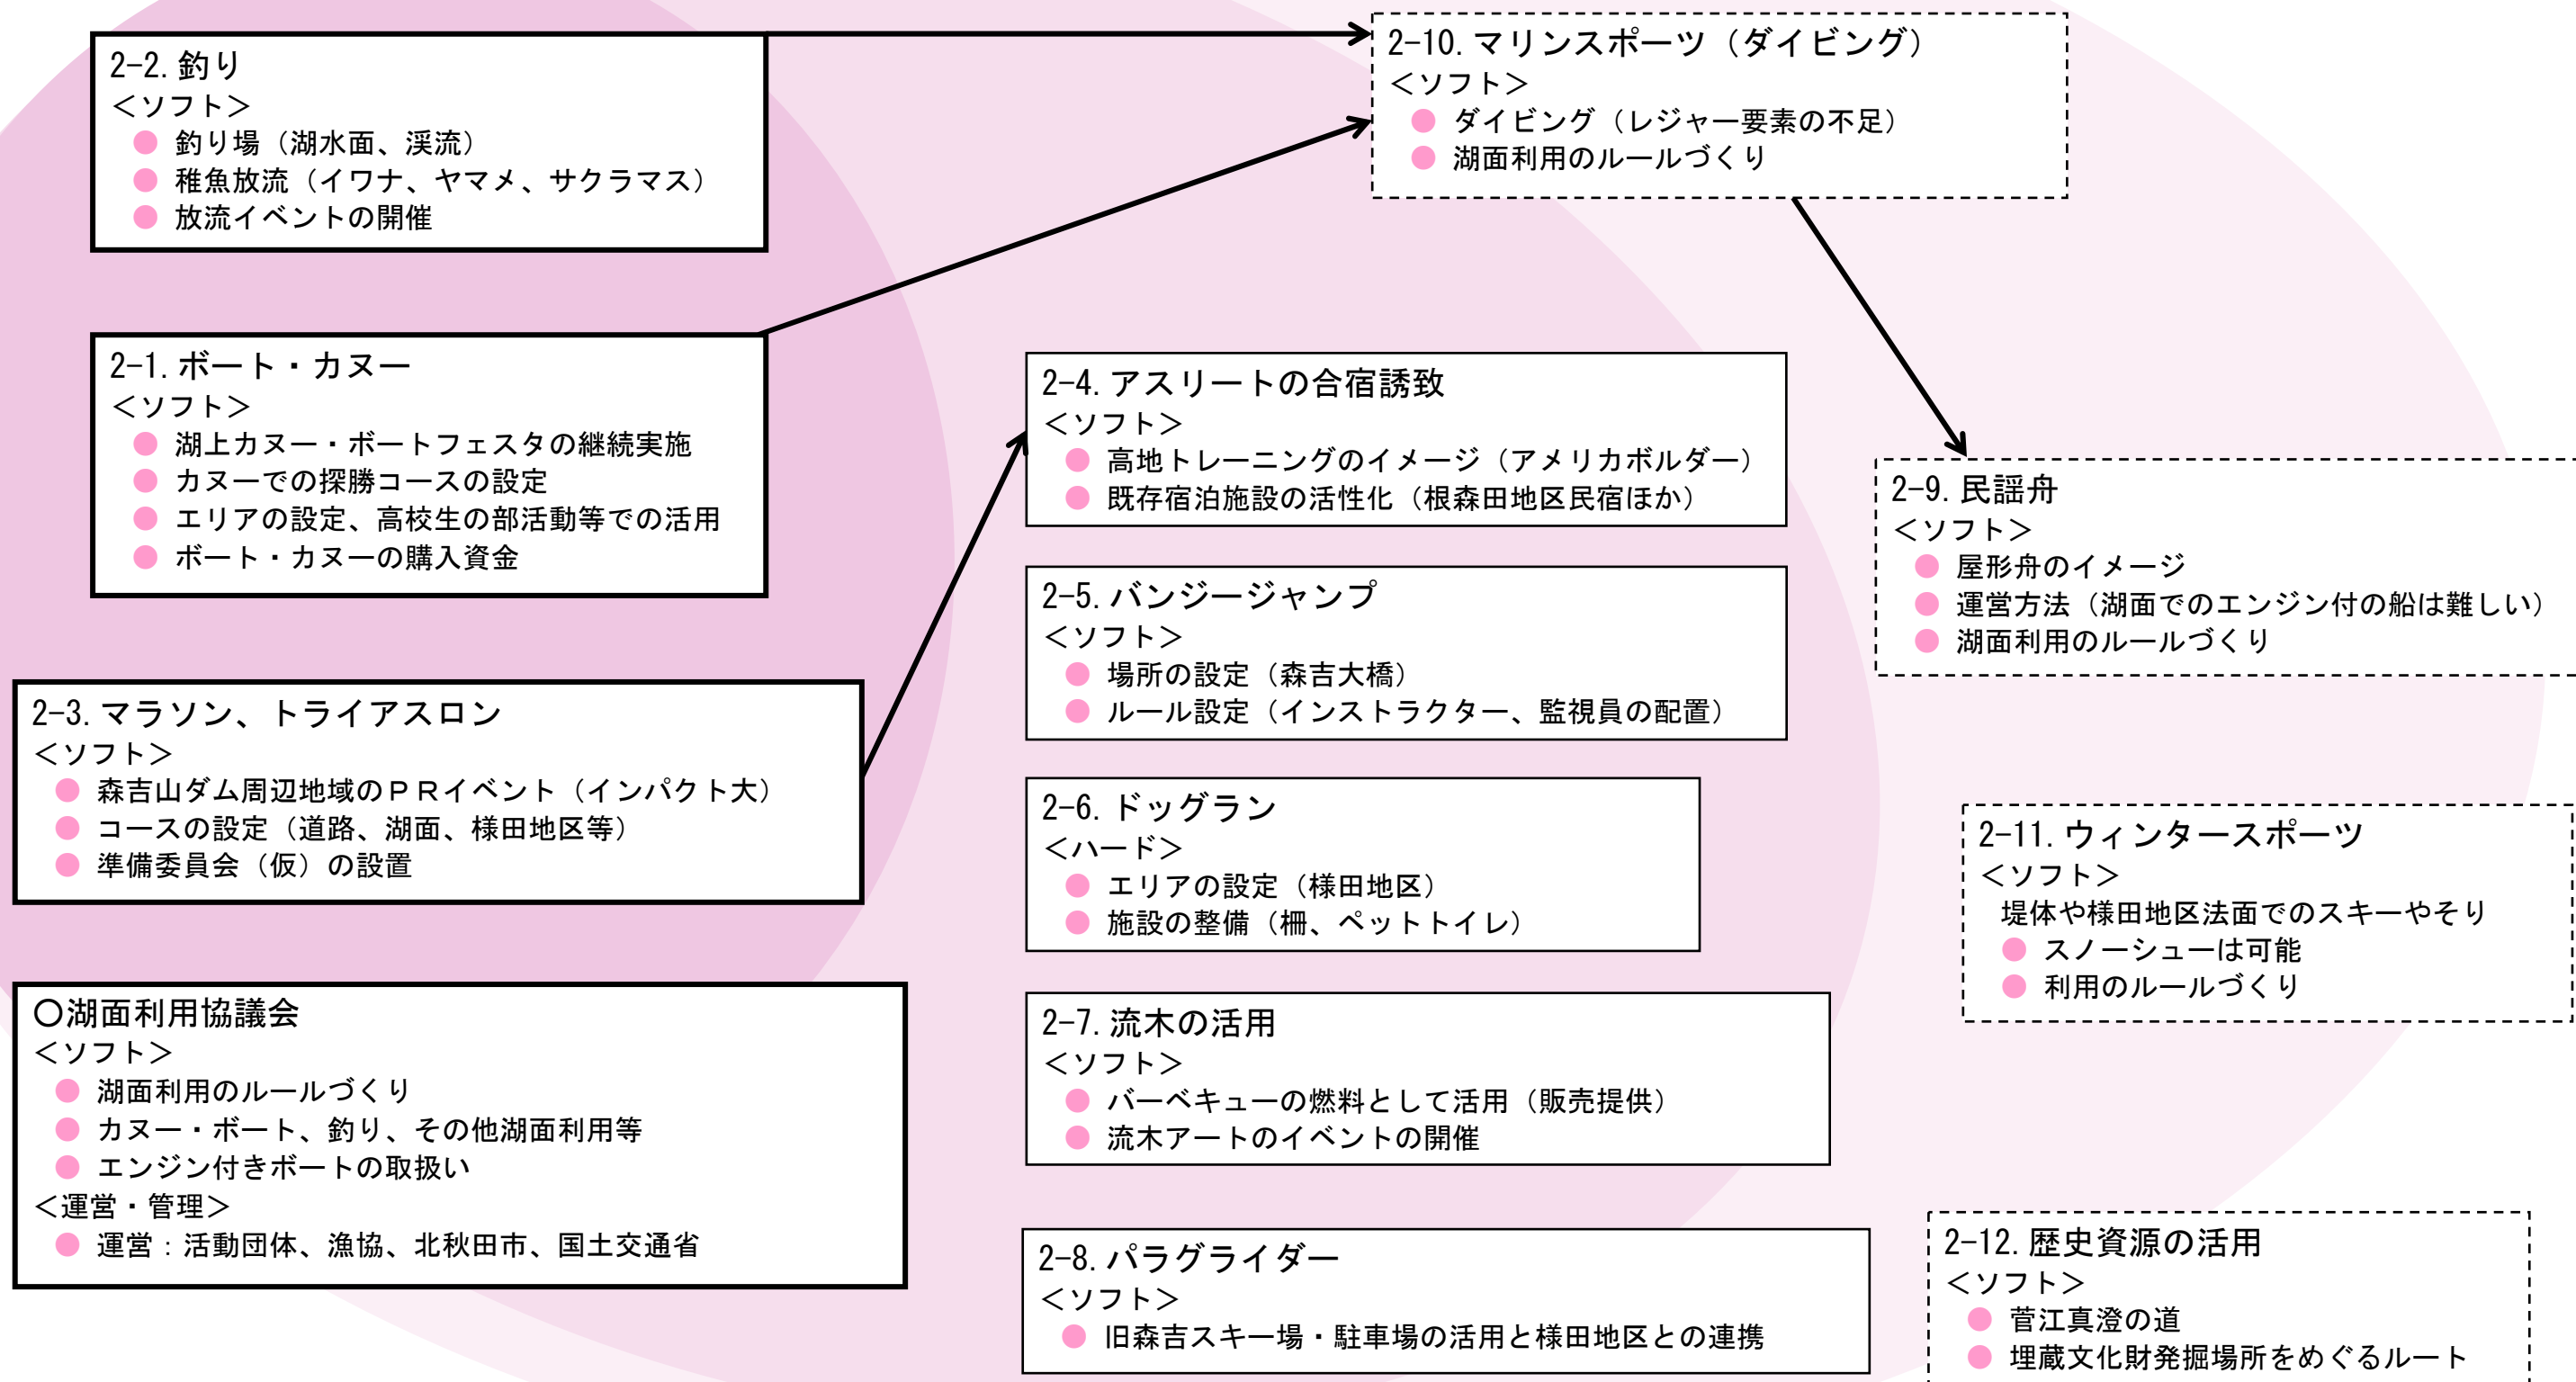 2-2.釣り
＜ソフト＞
● 釣り場（湖水面、渓流）
● 稚魚放流（イワナ、ヤマメ、サクラマス）
● 放流イベントの開催
2-1.ボート・カヌー
＜ソフト＞
● 湖上カヌー・ボートフェスタの継続実施
● カヌーでの探勝コースの設定
● エリアの設定、高校生の部活動等での活用
● ボート・カヌーの購入資金
2-3.マラソン、トライアスロン
＜ソフト＞
● 森吉山ダム周辺地域のＰＲイベント（インパクト大）
● コースの設定（道路、湖面、様田地区等）
● 準備委員会（仮）の設置
○湖面利用協議会
＜ソフト＞
● 湖面利用のルールづくり
● カヌー・ボート、釣り、その他湖面利用等
● エンジン付きボートの取扱い
＜運営・管理＞
● 運営：活動団体、漁協、北秋田市、国土交通省
2-10.マリンスポーツ（ダイビング）
＜ソフト＞
● ダイビング（レジャー要素の不足）
● 湖面利用のルールづくり
2-4.アスリートの合宿誘致
＜ソフト＞
● 高地トレーニングのイメージ（アメリカボルダー）
● 既存宿泊施設の活性化（根森田地区民宿ほか）
2-5.バンジージャンプ
＜ソフト＞
● 場所の設定（森吉大橋）
● ルール設定（インストラクター、監視員の配置）
2-6.ドッグラン
＜ハード＞
● エリアの設定（様田地区）
● 施設の整備（柵、ペットトイレ）
2-7.流木の活用
＜ソフト＞
● バーベキューの燃料として活用（販売提供）
● 流木アートのイベントの開催
2-8.パラグライダー
＜ソフト＞
● 旧森吉スキー場・駐車場の活用と様田地区との連携
2-9.民謡舟
＜ソフト＞
● 屋形舟のイメージ
● 運営方法（湖面でのエンジン付の船は難しい）
● 湖面利用のルールづくり
2-11.ウィンタースポーツ
＜ソフト＞
堤体や様田地区法面でのスキーやそり
● スノーシューは可能
● 利用のルールづくり
2-12.歴史資源の活用
＜ソフト＞
● 菅江真澄の道
● 埋蔵文化財発掘場所をめぐるルート